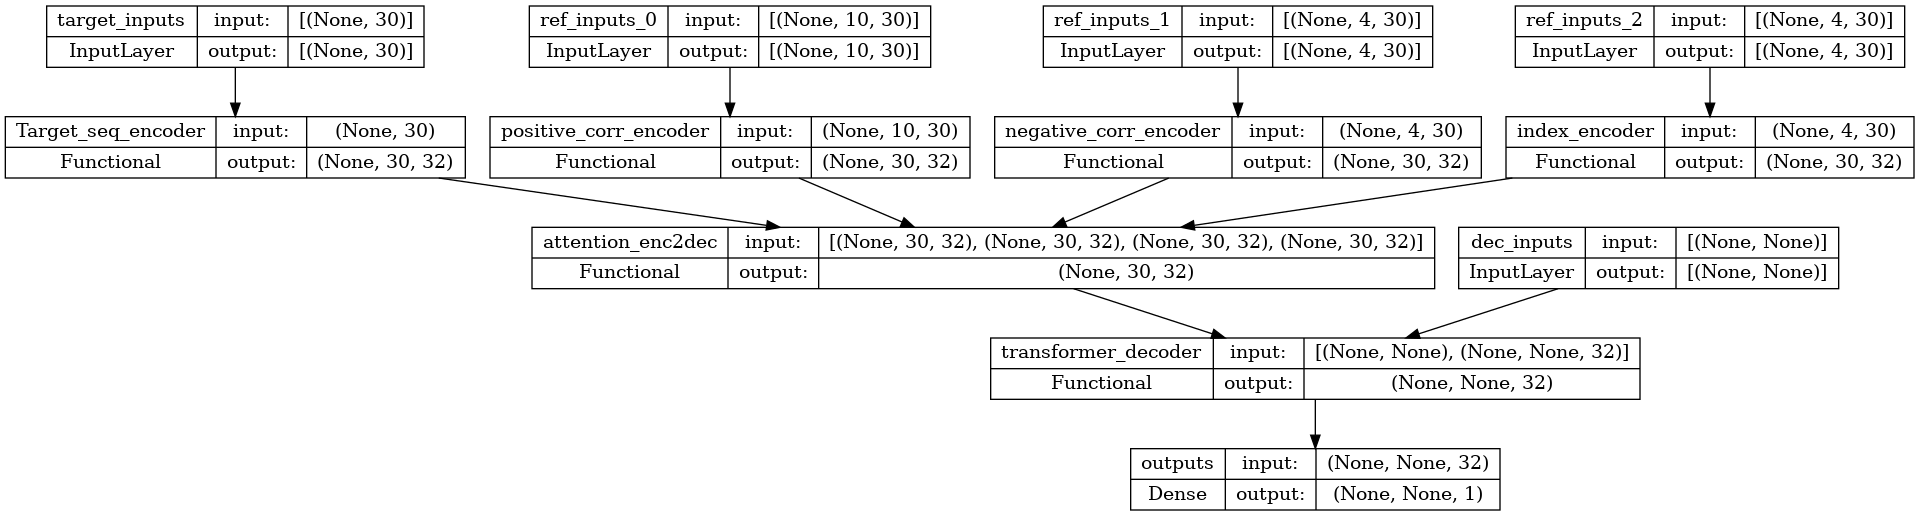 target_inputs input: [(None, 30)]
InputLayer output: [(None, 30)]
ref_inputs_0 input: [(None, 10, 30)]
InputLayer output: [(None, 10, 30)]
ref_inputs_1 input: [(None, 4, 30)]
InputLayer output: [(None, 4, 30)]
ref_inputs_2 input: [(None, 4, 30)]
InputLayer output: [(None, 4, 30)]
Target_seq_encoder input: (None, 30)
Functional output: (None, 30, 32)
positive_corr_encoder input: (None, 10, 30)
Functional output: (None, 30, 32)
negative_corr_encoder input: (None, 4, 30)
Functional output: (None, 30, 32)
index_encoder input: (None, 4, 30)
Functional output: (None, 30, 32)
attention_enc2dec input: [(None, 30, 32), (None, 30, 32), (None, 30, 32), (None, 30, 32)]
Functional output: (None, 30, 32)
dec_inputs input: [(None, None)]
InputLayer output: [(None, None)]
transformer_decoder input: [(None, None), (None, None, 32)]
Functional output: (None, None, 32)
outputs input: (None, None, 32)
Dense output: (None, None, 1)